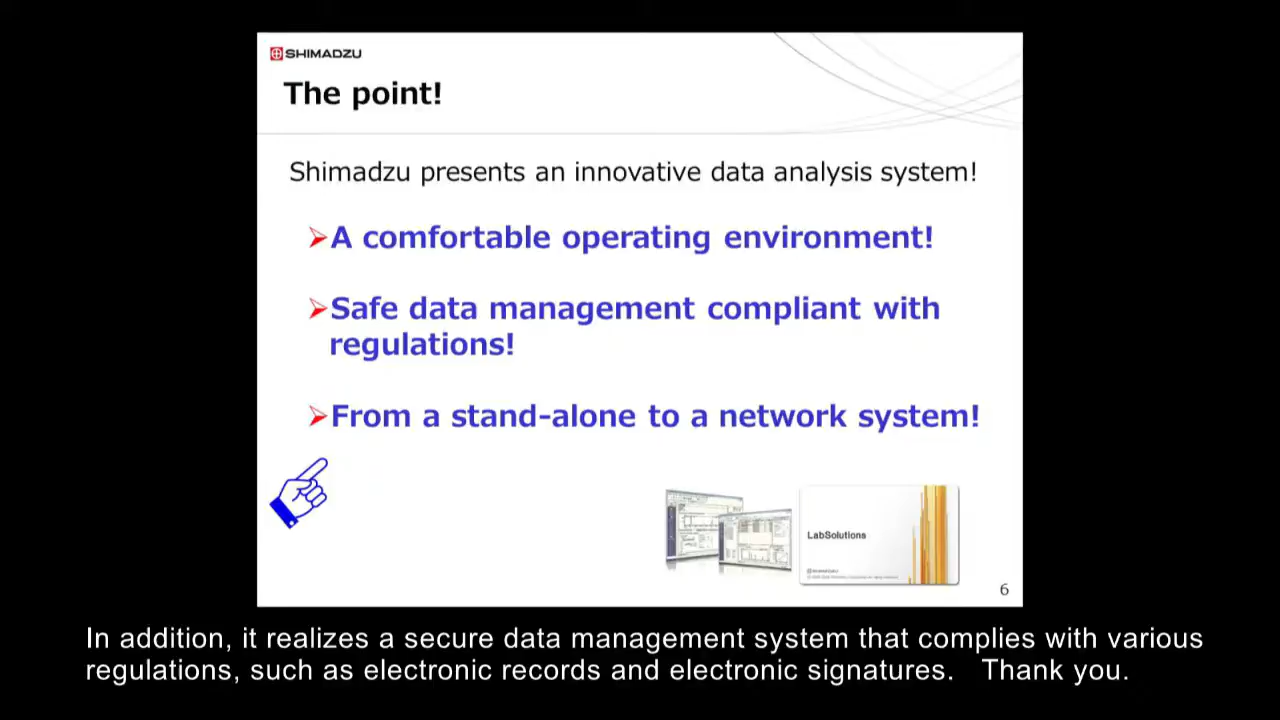 SHIMADZU
The point!
Shimadzu presents an innovative data analysis system!
➢A comfortable operating environment!
➢Safe data management compliant with
regulations!
➢From a stand-alone to a network system!
LabSolutions
SHIMADZU
6
In addition, it realizes a secure data management system that complies with various
regulations, such as electronic records and electronic signatures. Thank you.